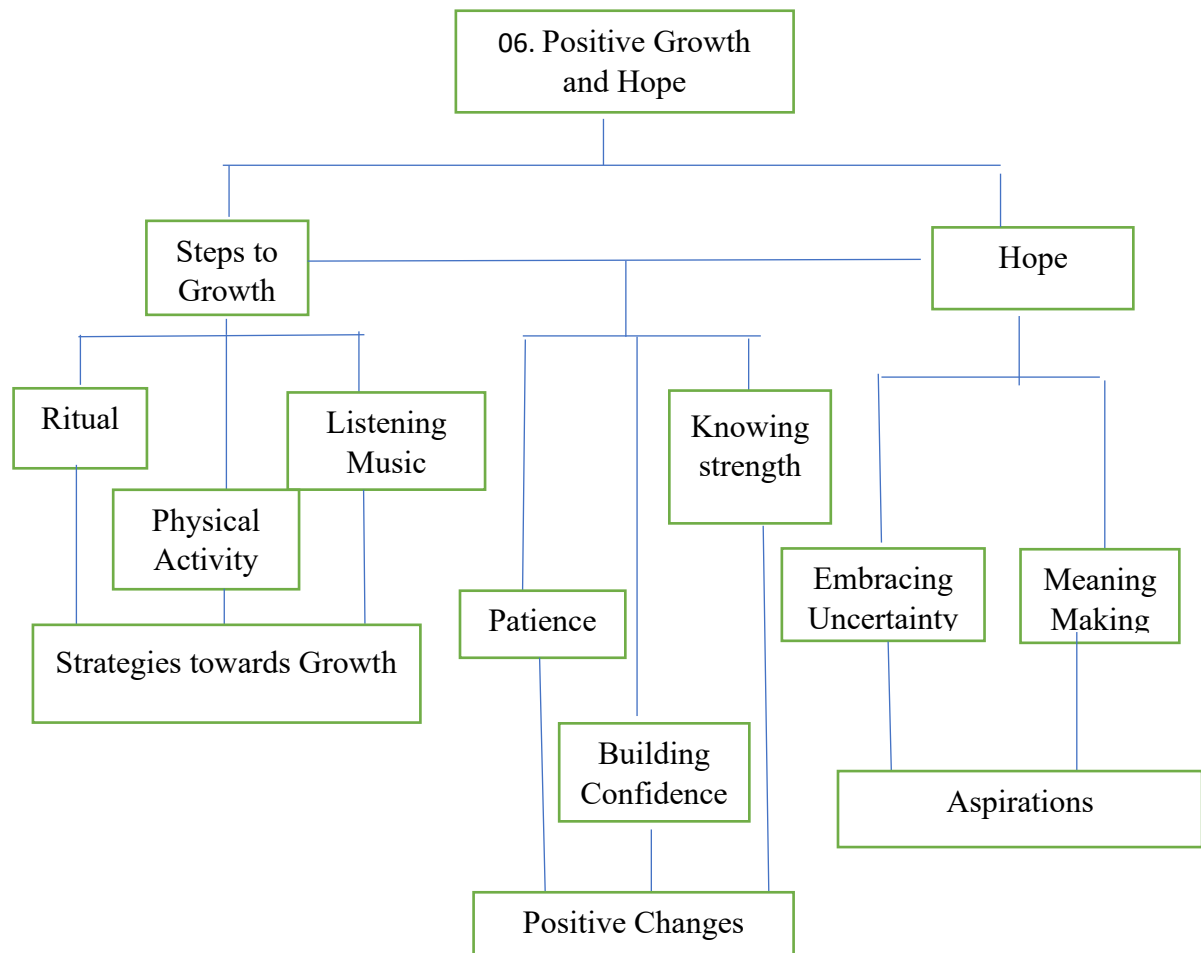 06. Positive Growth
and Hope
Steps to
Growth
Hope
Ritual
Listening
Music
Knowing
strength
Physical
Activity
Embracing
Uncertainty
Meaning
Making
Patience
Strategies towards Growth
Building
Confidence
Aspirations
Positive Changes